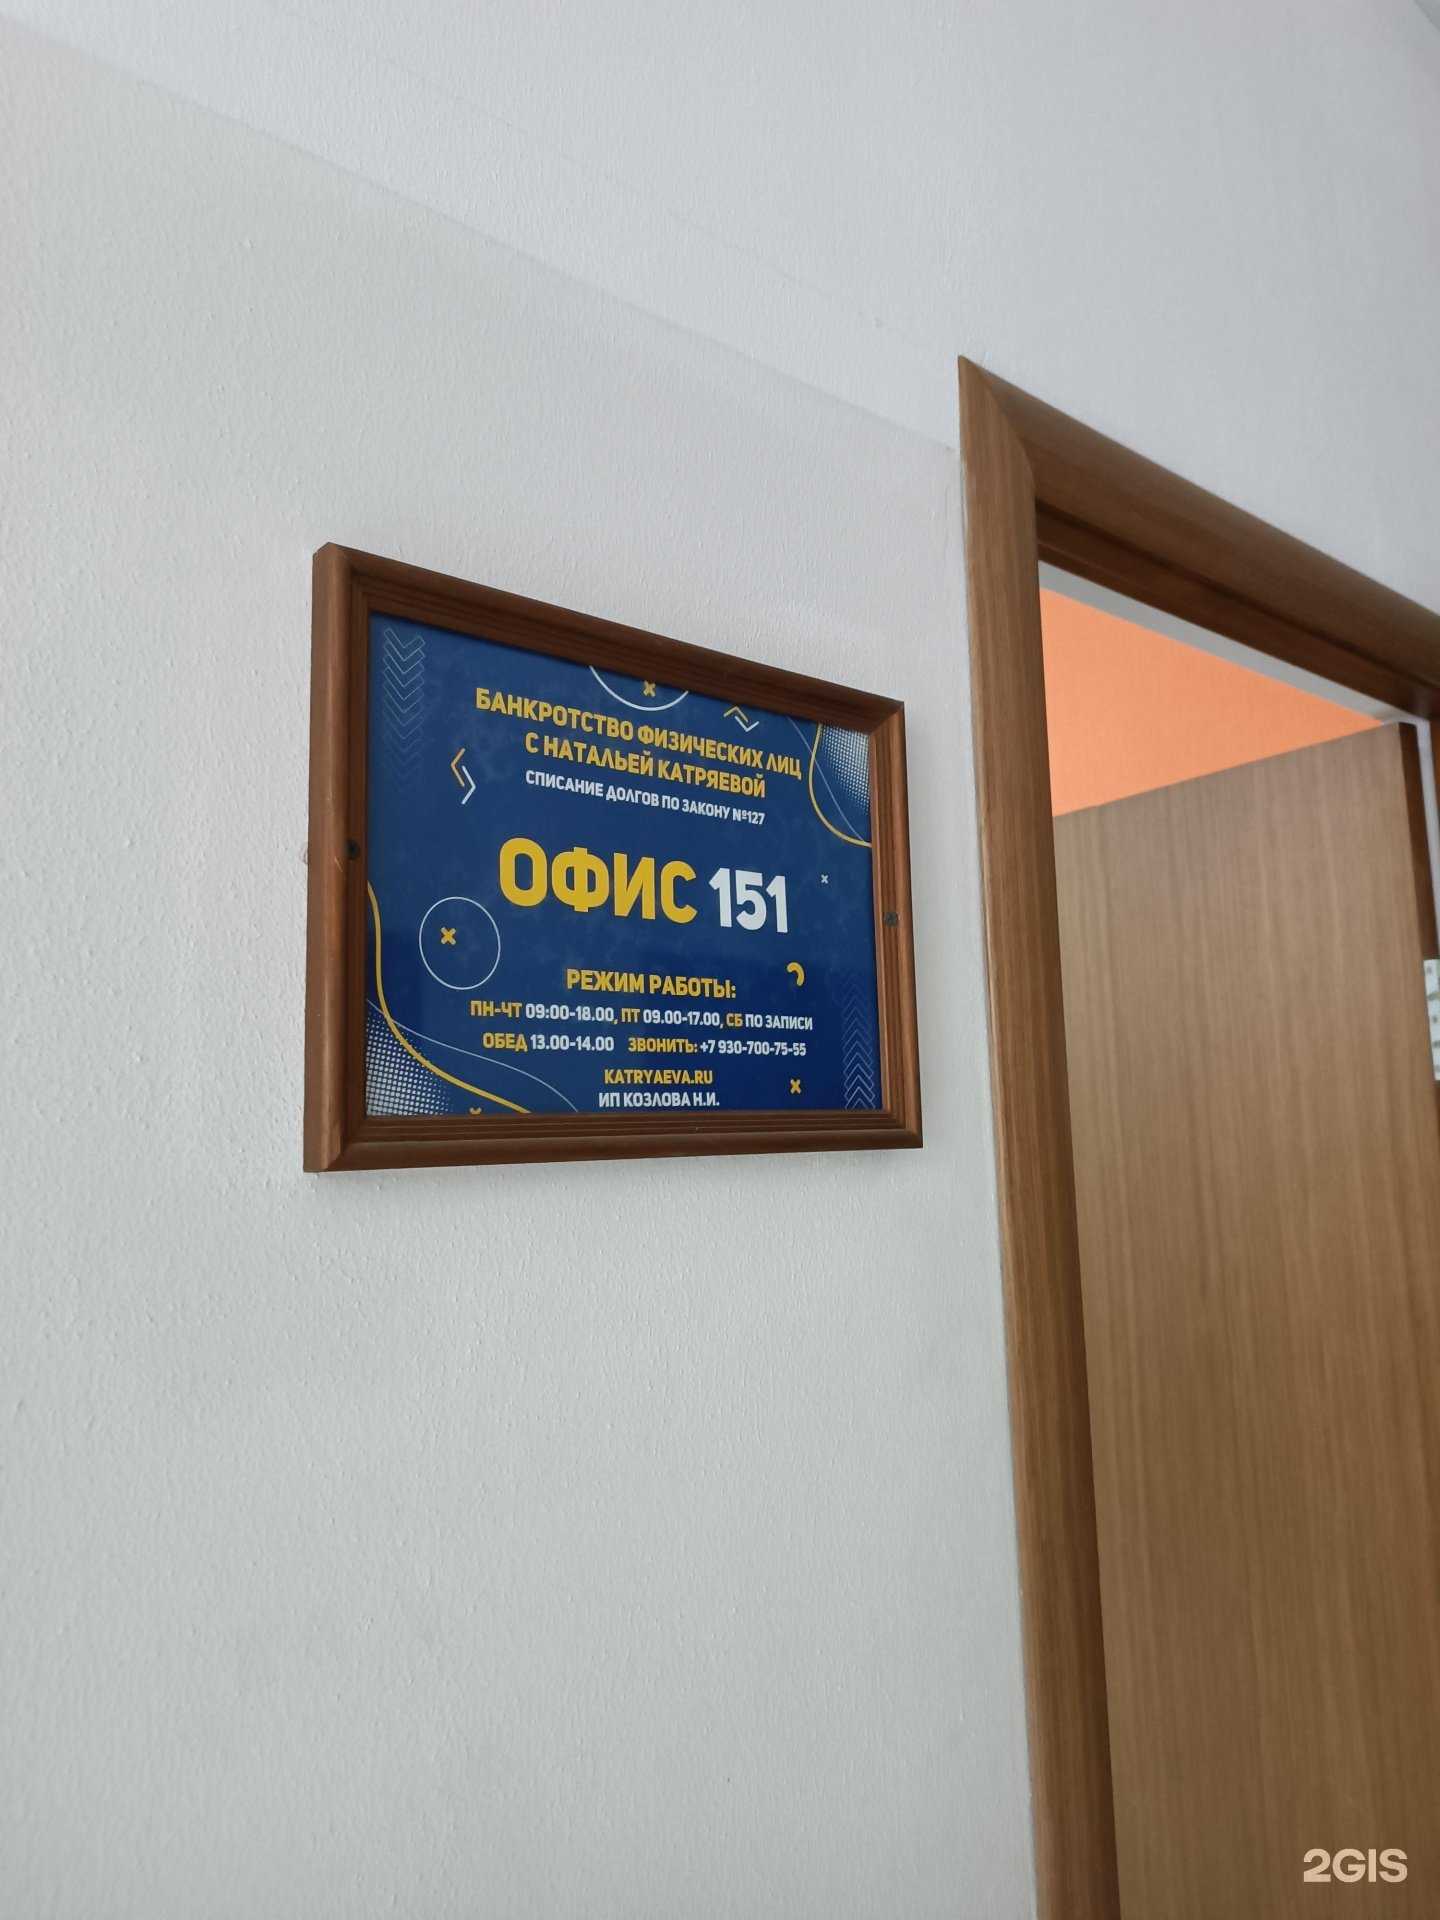 БАНКРОТСТВО ФИЗИЧЕСКИХ ЛИЦ
С НАТАЛЬЕЙ КАТРЯЕВОЙ
СПИСАНИЕ ДОЛГОВ ПО ЗАКОНУ №127
ОФИС 151
РЕЖИМ РАБОТЫ:
ПН-ЧТ 09:00-18.00, ПТ 09.00-17.00, СБ ПО ЗАПИСИ
ОБЕД 13.00-14.00 ЗВОНИТЬ: +7 930-700-75-55
KATRYAEVA.RU
ИП КОЗЛОВА Н.И.
2GIS